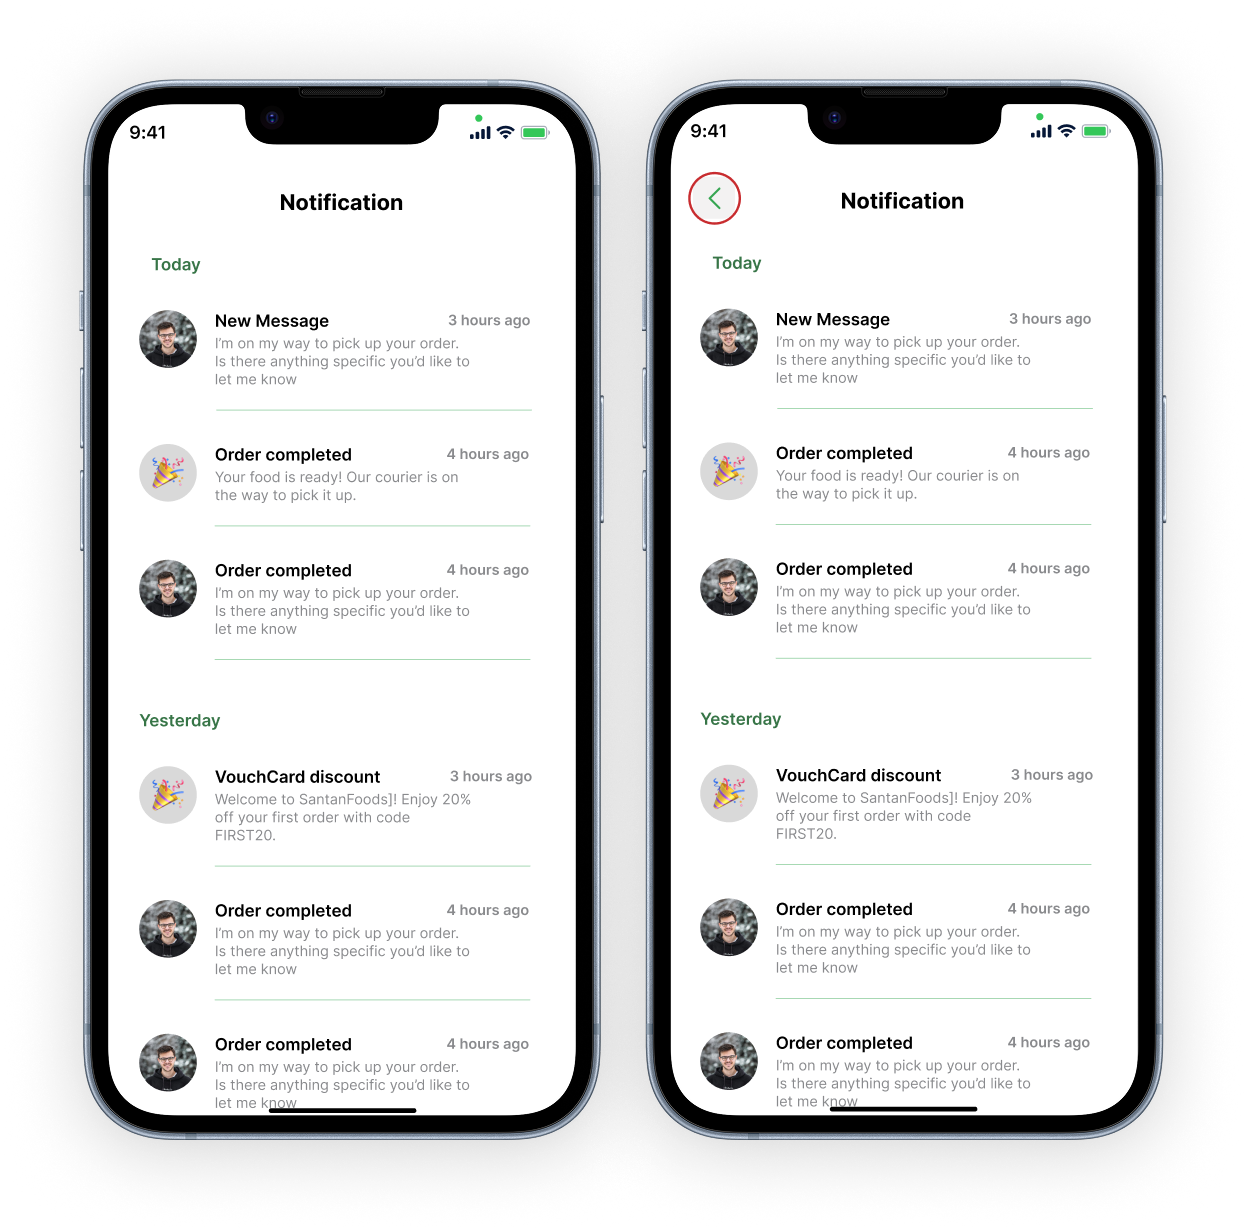 9:41
Notification
Today
New Message
3 hours ago
I'm on my way to pick up your order.
Is there anything specific you'd like to
let me know
Order completed
4 hours ago
Your food is ready! Our courier is on
the way to pick it up.
Order completed
4 hours ago
I'm on my way to pick up your order.
Is there anything specific you'd like to
let me know
Yesterday
VouchCard discount
3 hours ago
Welcome to SantanFoods]! Enjoy 20%
off your first order with code
FIRST20.
Order completed
4 hours ago
I'm on my way to pick up your order.
Is there anything specific you'd like to
let me know
Order completed
4 hours ago
I'm on my way to pick up your order.
Is there anything specific you'd like to
let me know
9:41
Notification
Today
New Message
3 hours ago
I'm on my way to pick up your order.
Is there anything specific you'd like to
let me know
Order completed
4 hours ago
Your food is ready! Our courier is on
the way to pick it up.
Order completed
4 hours ago
I'm on my way to pick up your order.
Is there anything specific you'd like to
let me know
Yesterday
VouchCard discount
3 hours ago
Welcome to SantanFoods]! Enjoy 20%
off your first order with code
FIRST20.
Order completed
4 hours ago
I'm on my way to pick up your order.
Is there anything specific you'd like to
let me know
Order completed
4 hours ago
I'm on my way to pick up your order.
Is there anything specific you'd like to
let me know